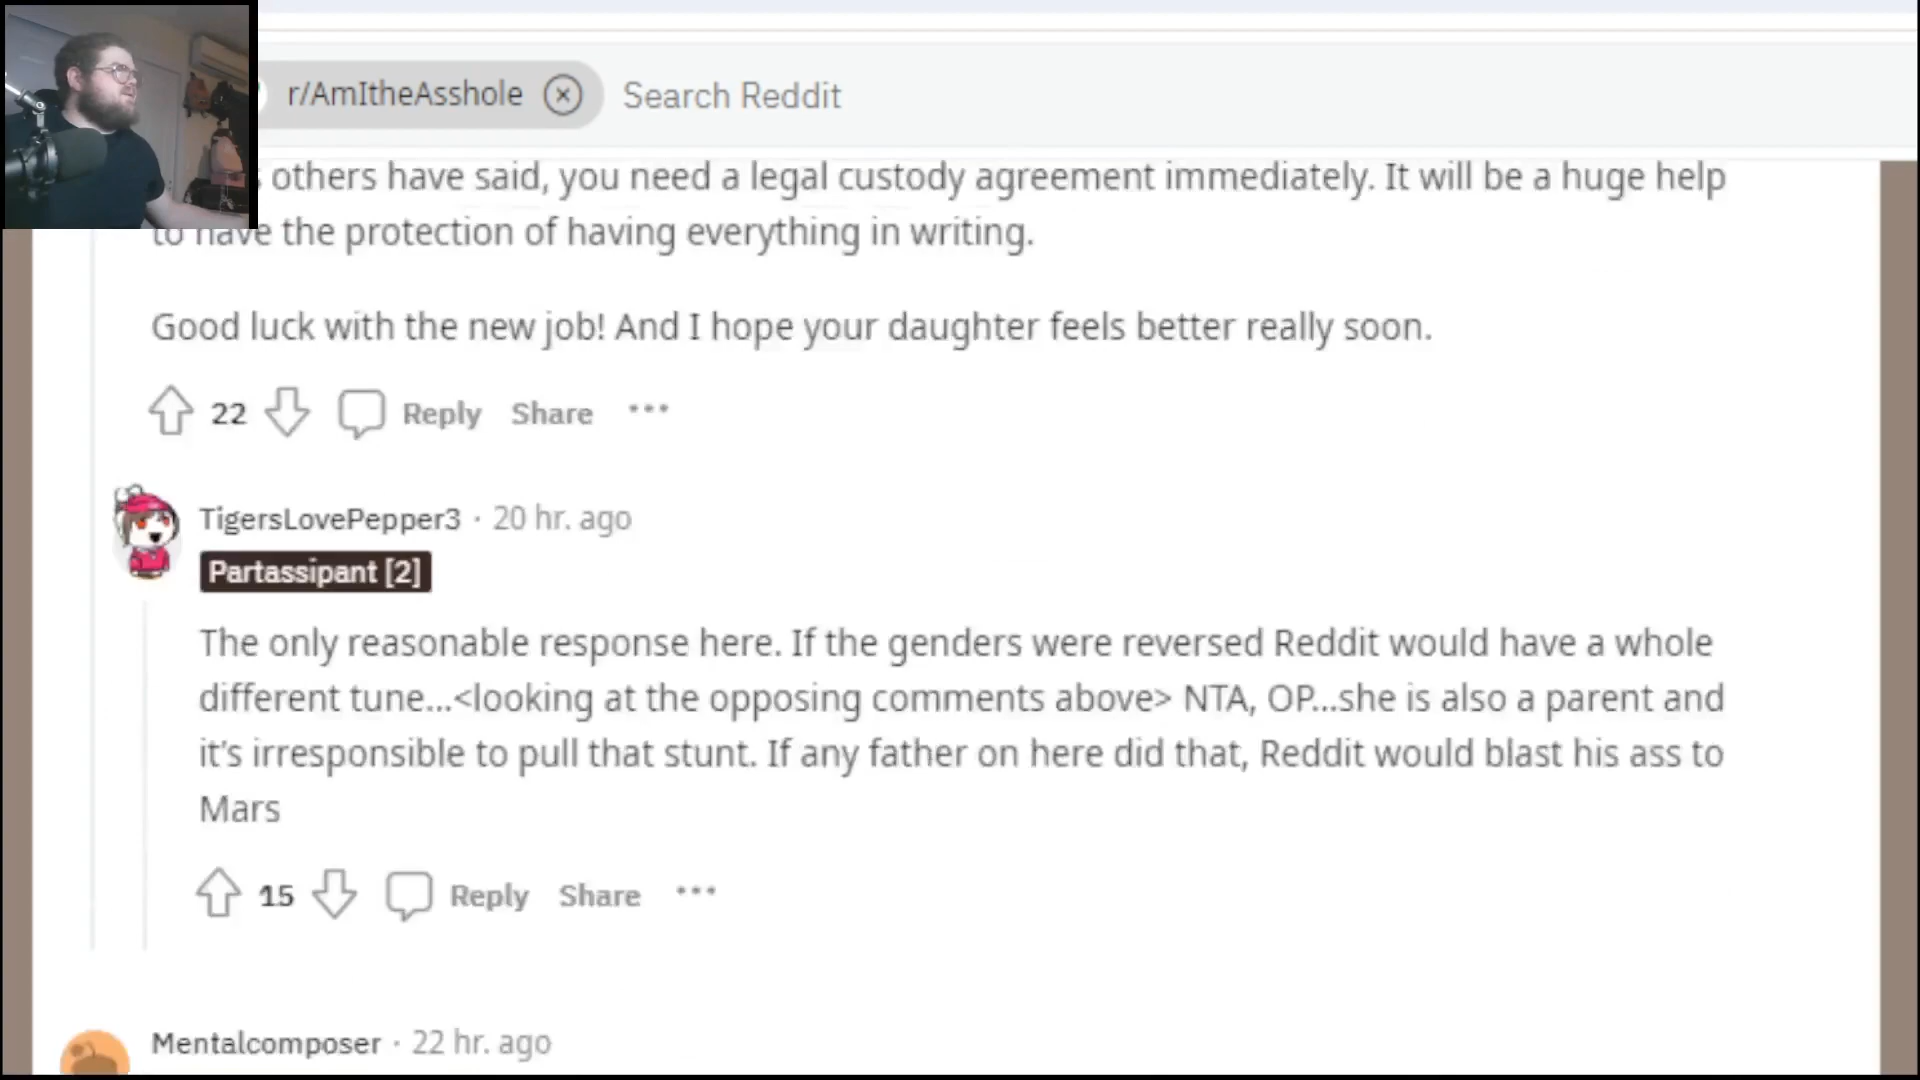 r/AmItheAsshole Search Reddit
others have said, you need a legal custody agreement immediately. It will be a huge help
to have the protection of having everything in writing.
Good luck with the new job! And I hope your daughter feels better really soon.
22 Reply Share ...
TigersLovePepper3 · 20 hr. ago
Partassipant [2]
The only reasonable response here. If the genders were reversed Reddit would have a whole
different tune...<looking at the opposing comments above> NTA, OP...she is also a parent and
it's irresponsible to pull that stunt. If any father on here did that, Reddit would blast his ass to
Mars
15 Reply Share ...
Mentalcomposer · 22 hr. ago